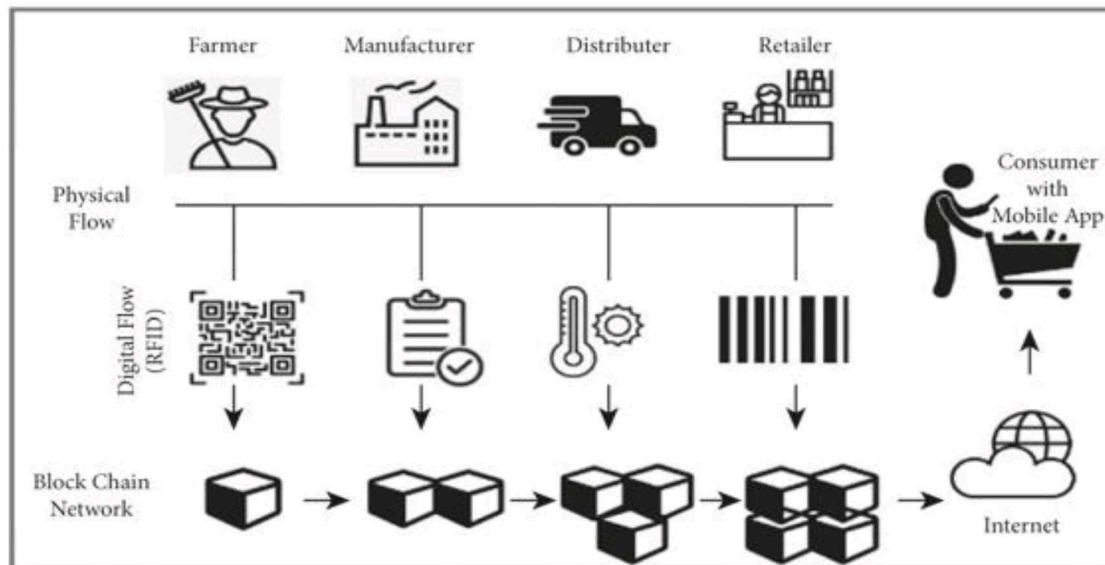 Farmer
Manufacturer
Distributer
Retailer
Consumer
with
Mobile App
Physical
Flow
Digital Flow
(RFID)
Block Chain
Network
Internet